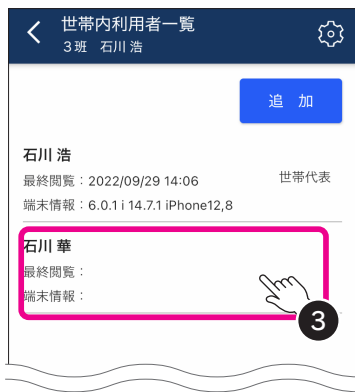 世帯内利用者一覧
3班 石川 浩
追 加
石川 浩
最終閲覧：2022/09/29 14:06
世帯代表
端末情報：6.0.1 i 14.7.1 iPhone12,8
石川 華
最終閲覧：
端末情報：
3